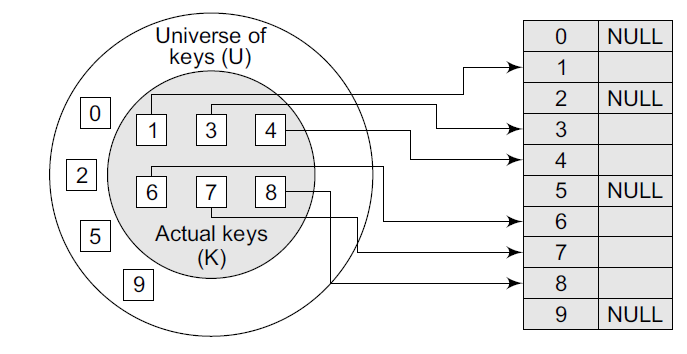 Universe of
keys (U)
0
1 3 4
2
6 7 8
5
Actual keys
(K)
9
0 NULL
1
2 NULL
3
4
5 NULL
6
7
8
9 NULL